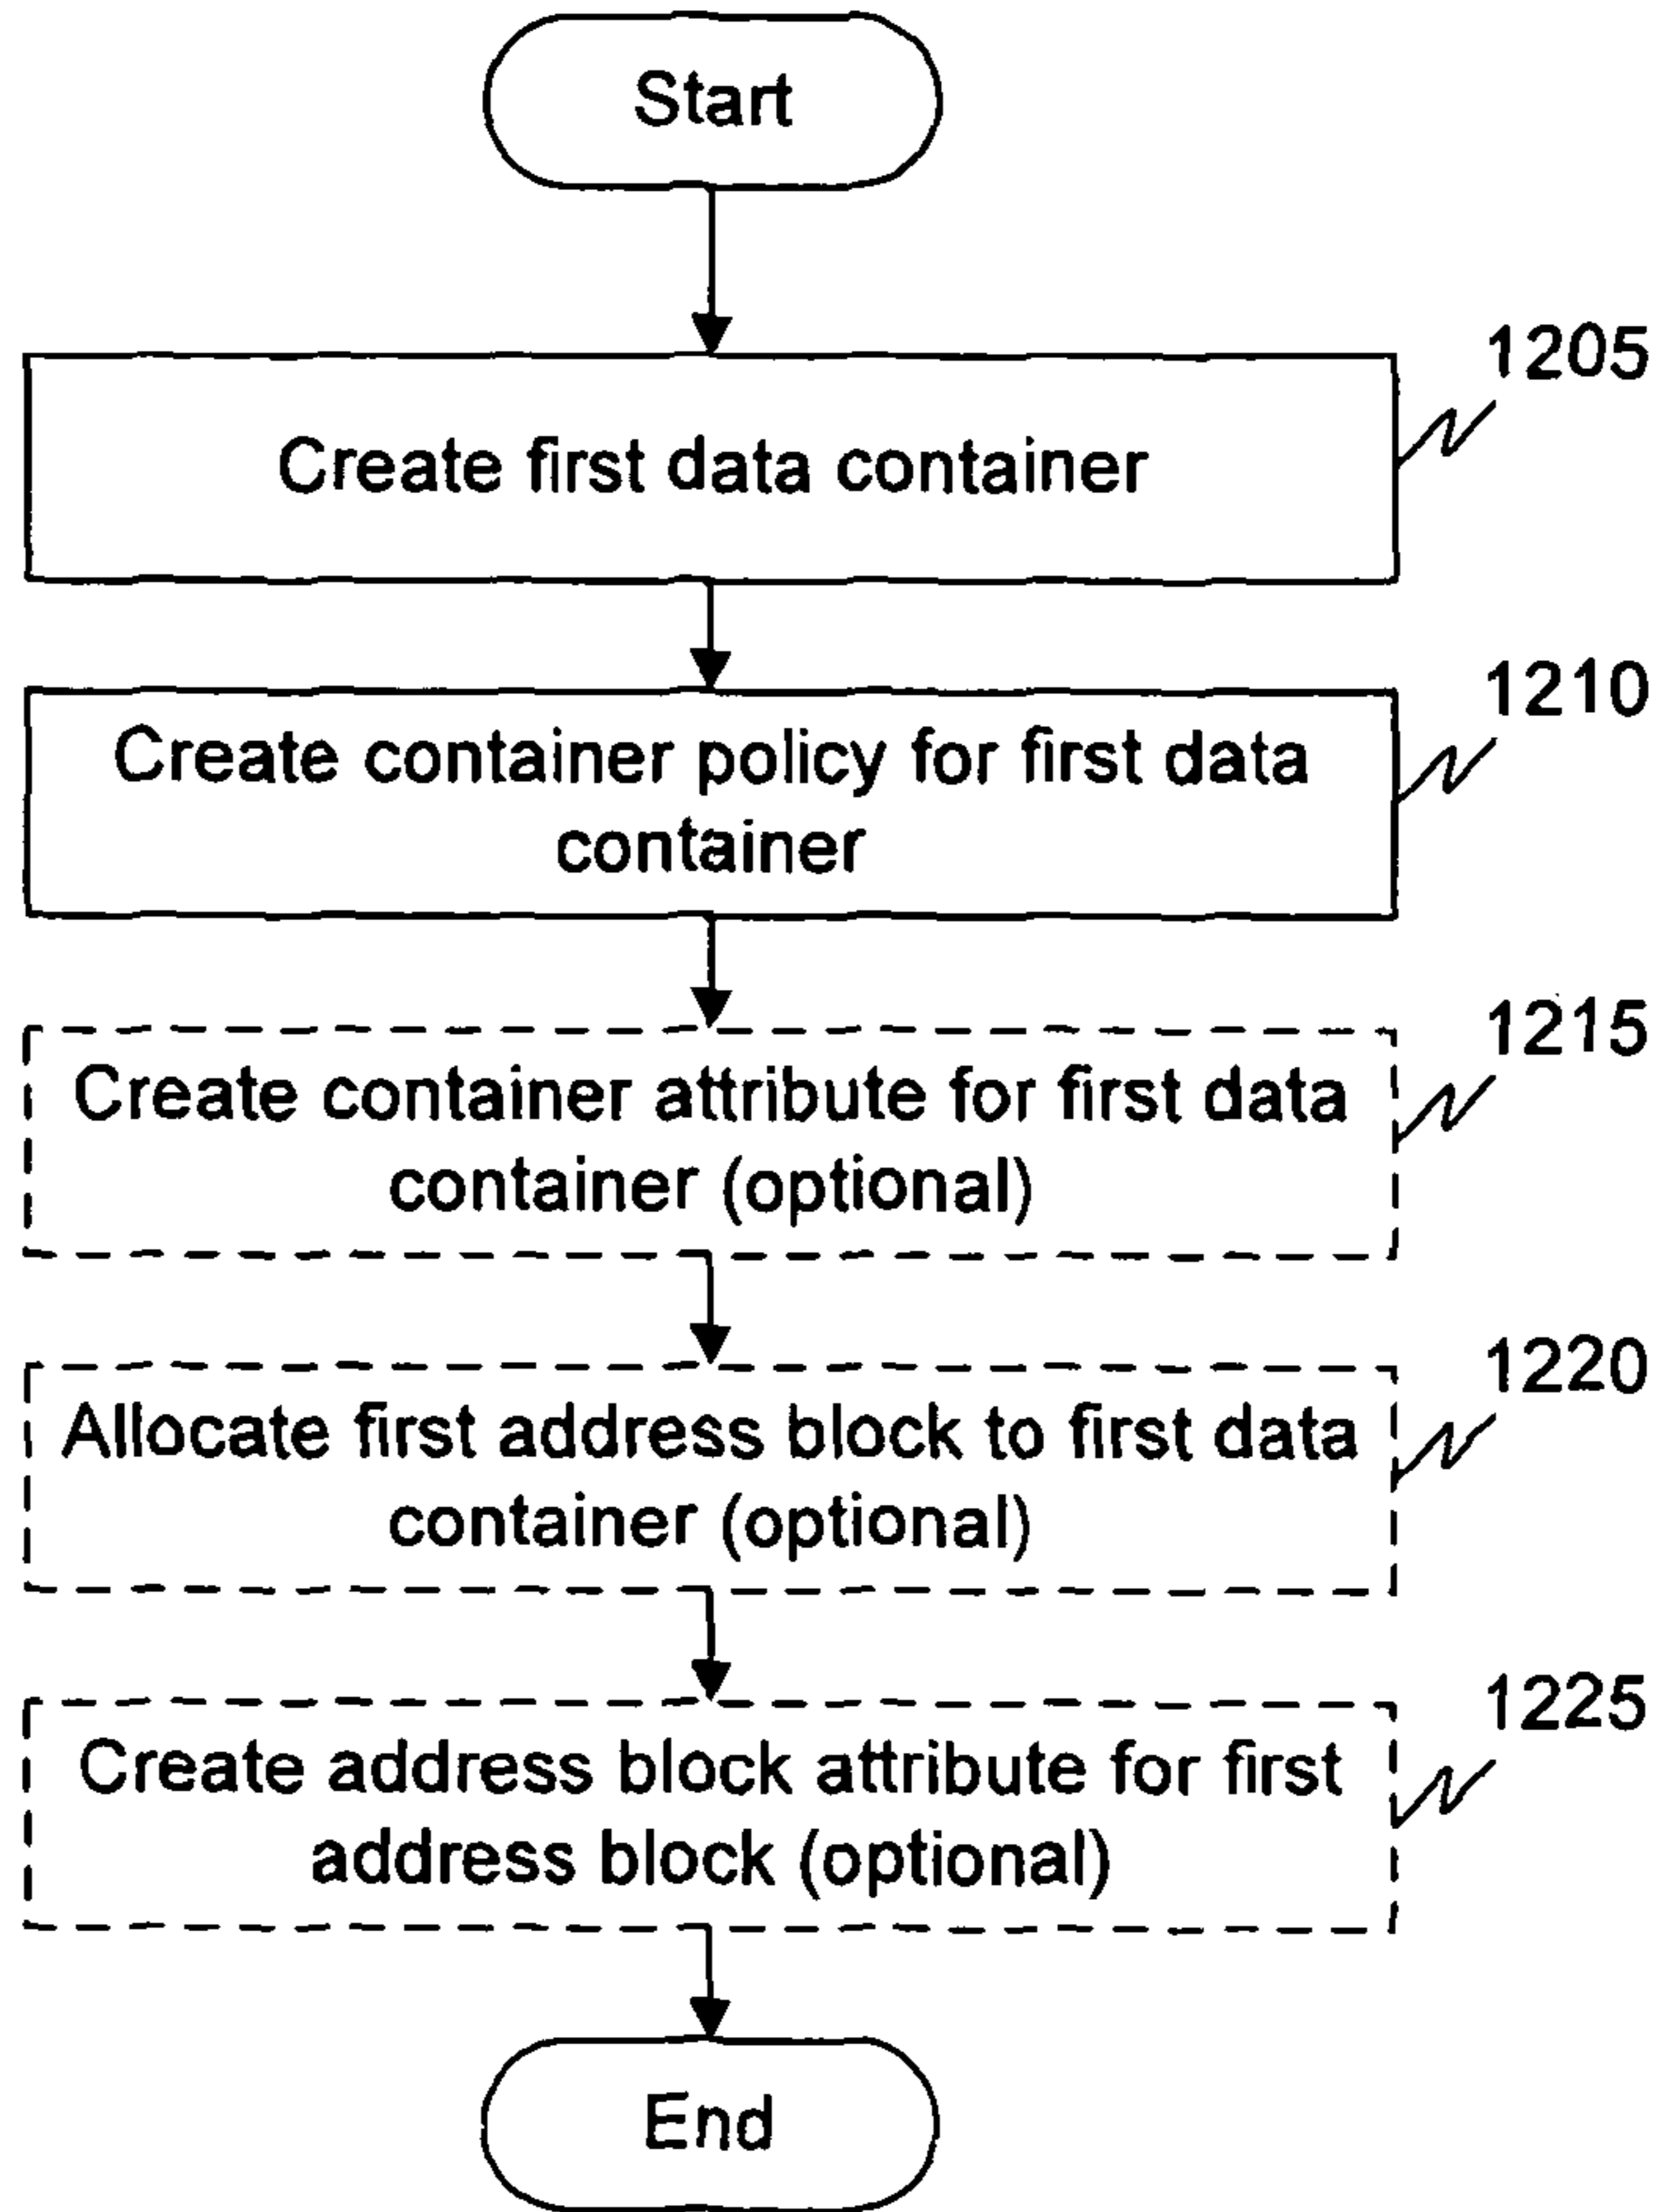 Start
1205
Create first data container
1210
Create container policy for first data
container
1215
Create container attribute for first data
container (optional)
1220
Allocate first address block to first data
container (optional)
1225
Create address block attribute for first
address block (optional)
End